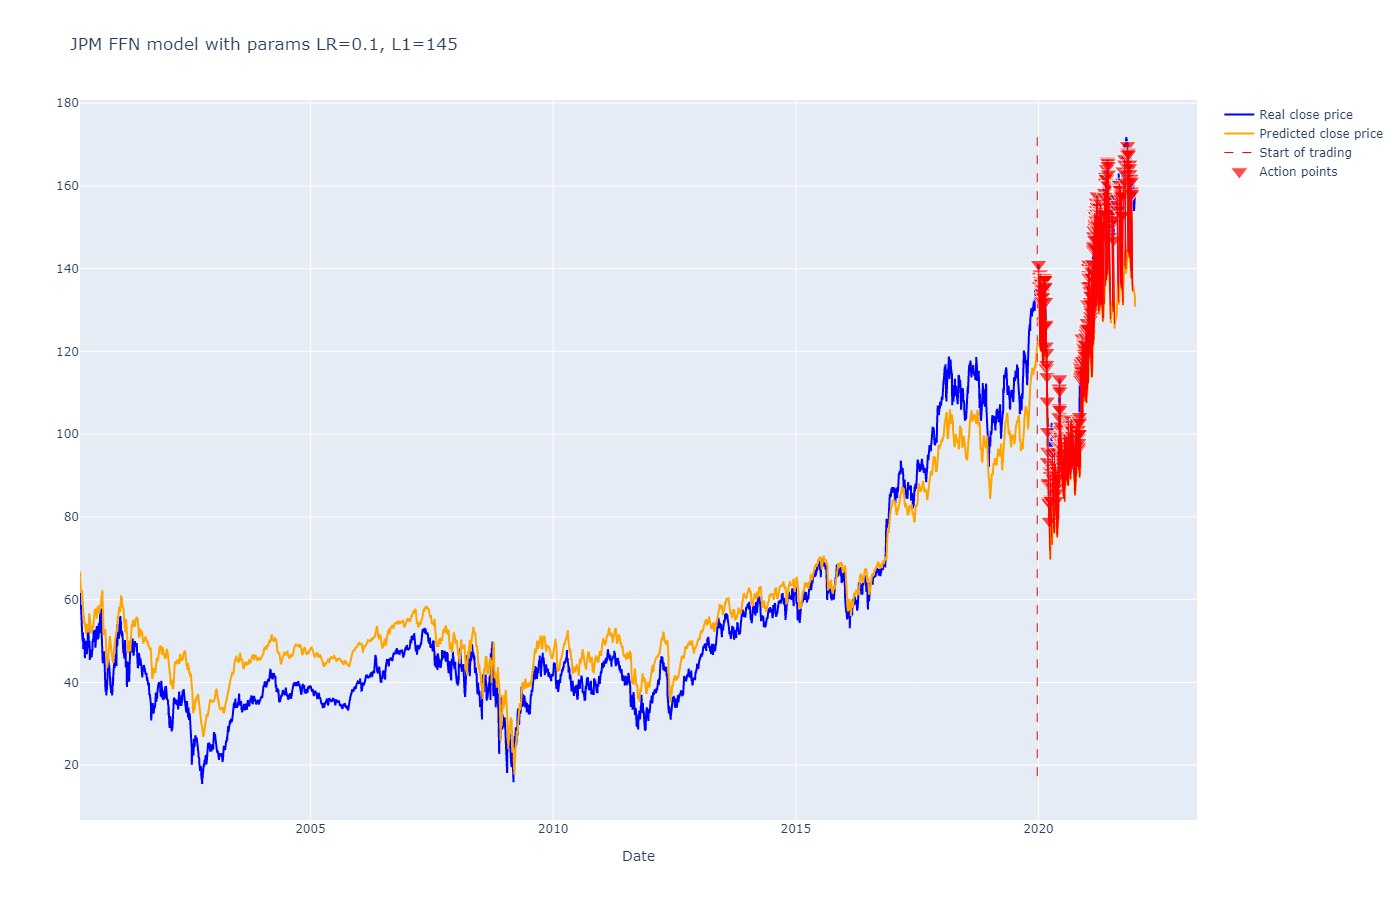 JPM FFN model with params LR=0.1, L1=145
Real close price
Predicted close price
Start of trading
Action points
180
160
140
120
100
80
60
40
20
2005
2010
2015
2020
Date